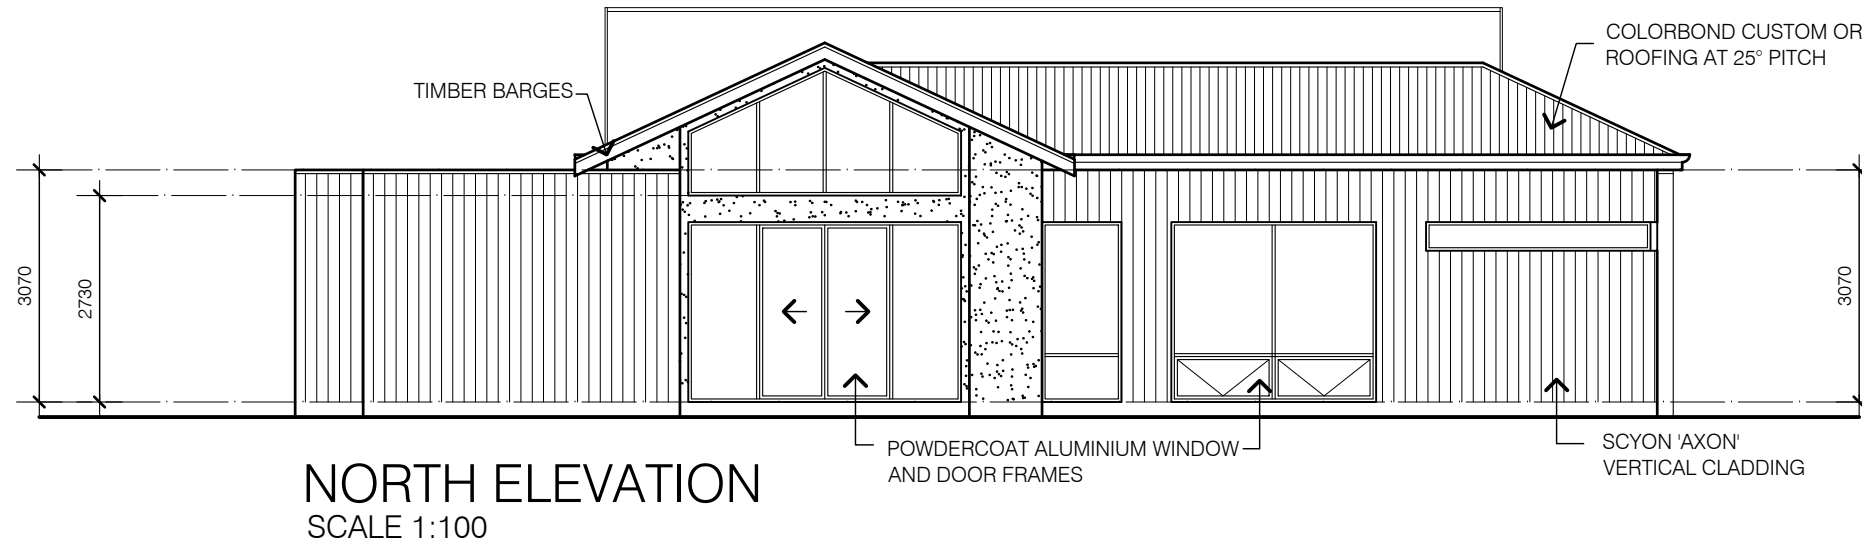 COLORBOND CUSTOM OR
ROOFING AT 25° PITCH
TIMBER BARGES
3070
2730
3070
POWDERCOAT ALUMINIUM WINDOW
AND DOOR FRAMES
SCYON 'AXON'
VERTICAL CLADDING
NORTH ELEVATION
SCALE 1:100